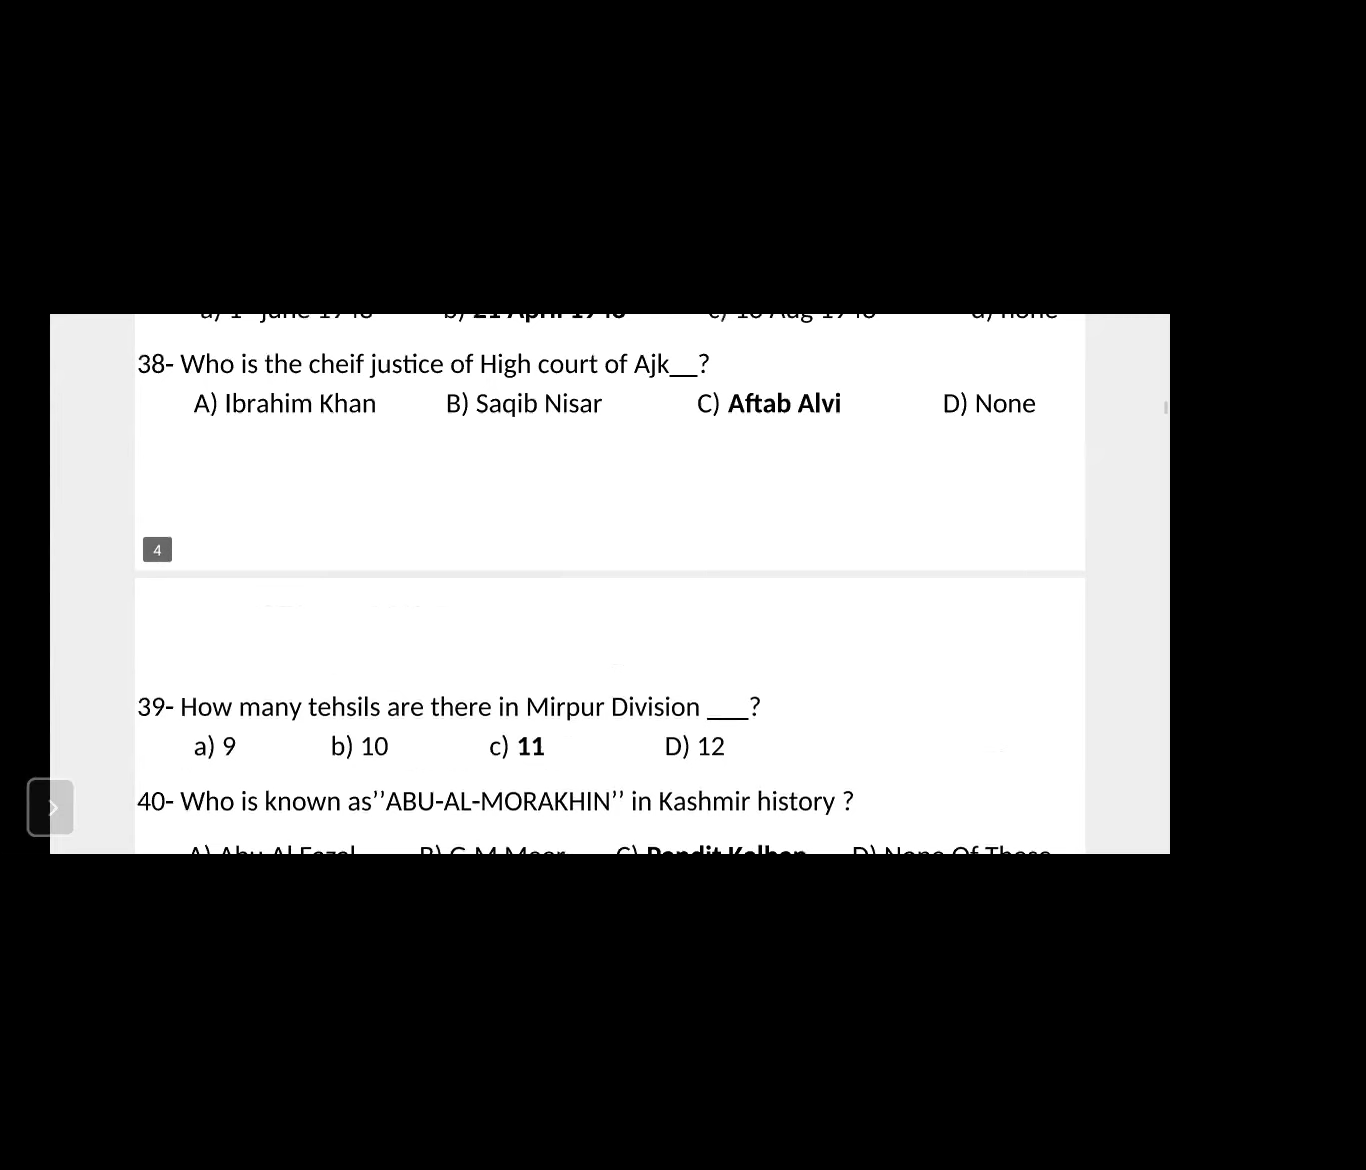 38- Who is the cheif justice of High court of Ajk__?
A) Ibrahim Khan B) Saqib Nisar C) Aftab Alvi D) None
4
39- How many tehsils are there in Mirpur Division ___?
a) 9 b) 10 c) 11 D) 12
40- Who is known as’’ABU-AL-MORAKHIN’’ in Kashmir history ?